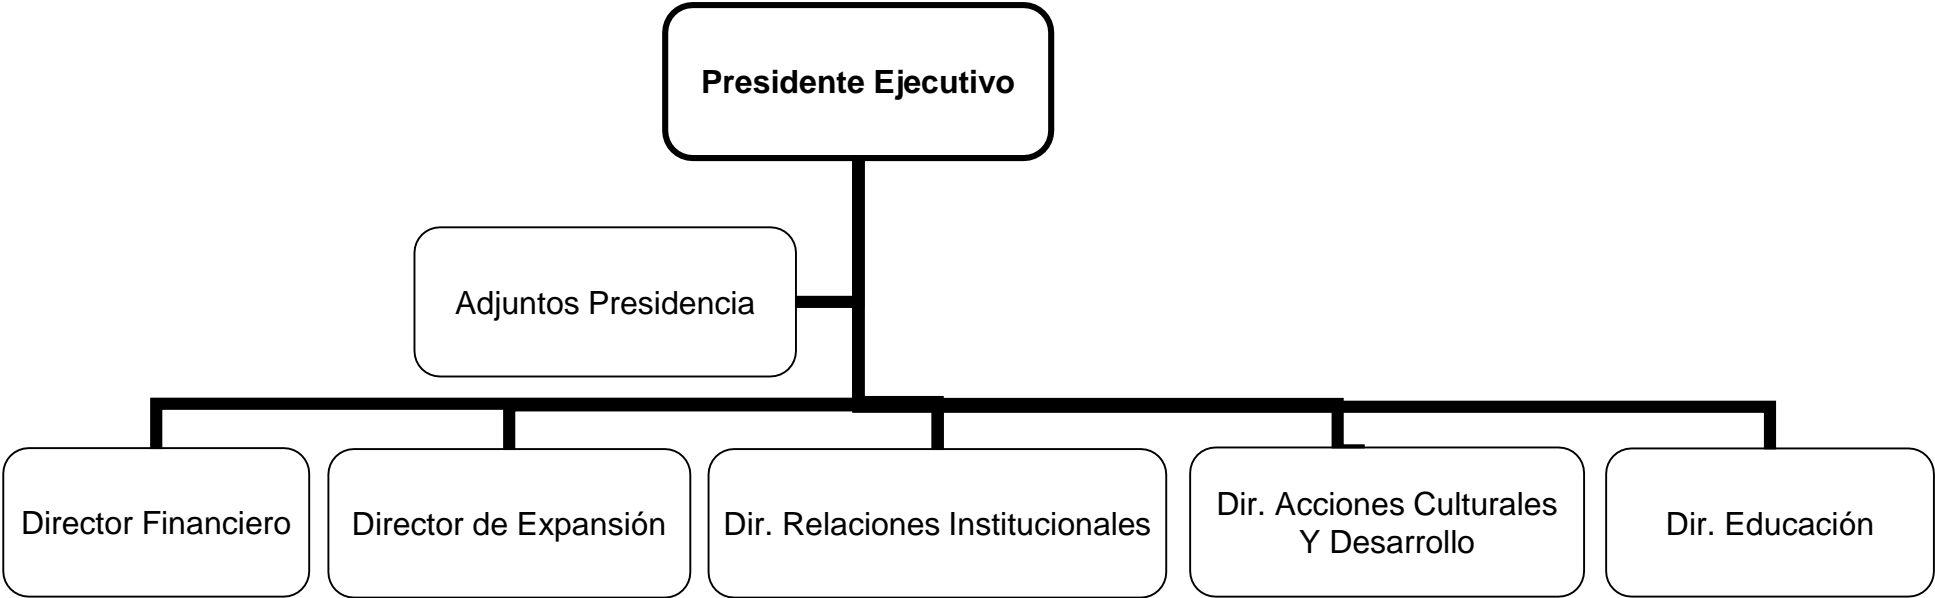 Presidente Ejecutivo
Adjuntos Presidencia
Director Financiero
Director de Expansión
Dir. Relaciones Institucionales
Dir. Acciones Culturales
Y Desarrollo
Dir. Educación